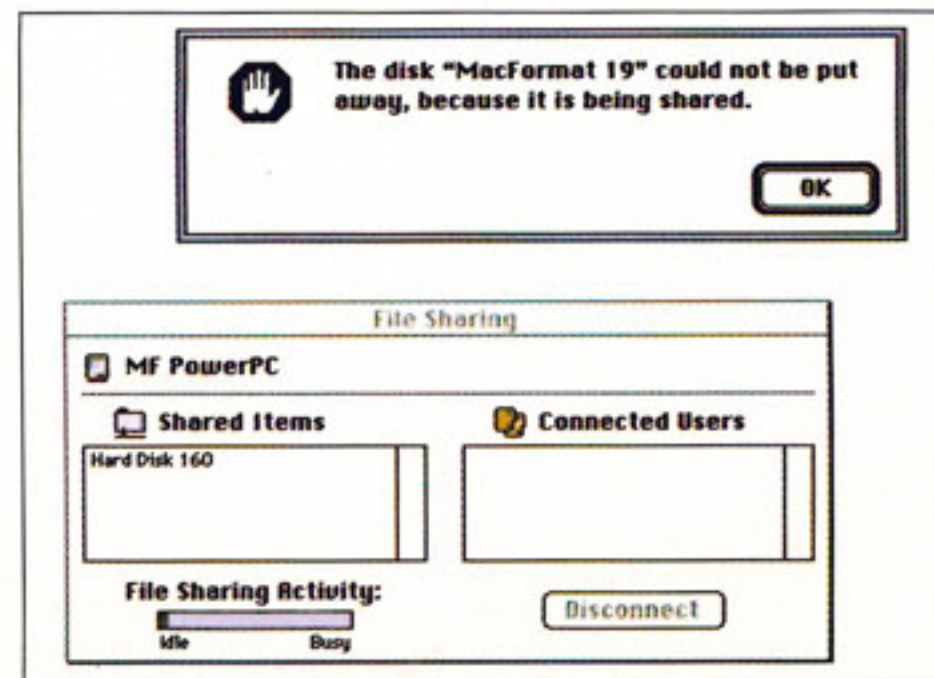 The disk “MacFormat 19” could not be put
away, because it is being shared.
OK
File Sharing
MF PowerPC
Shared Items
Connected Users
Hard Disk 160
File Sharing Activity:
Idle
Busy
Disconnect